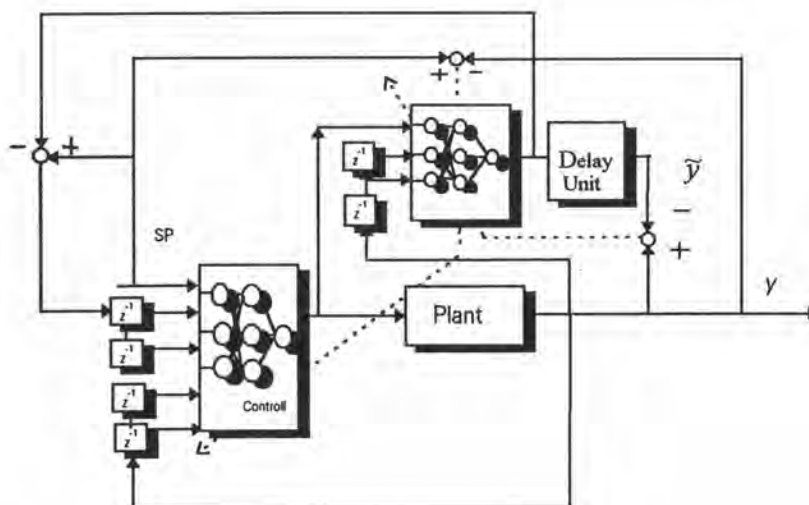 + -
- +
z⁻¹
z⁻¹
Delay
Unit
ỹ
-
+
SP
y
z⁻¹
z⁻¹
z⁻¹
z⁻¹
Plant
Controll